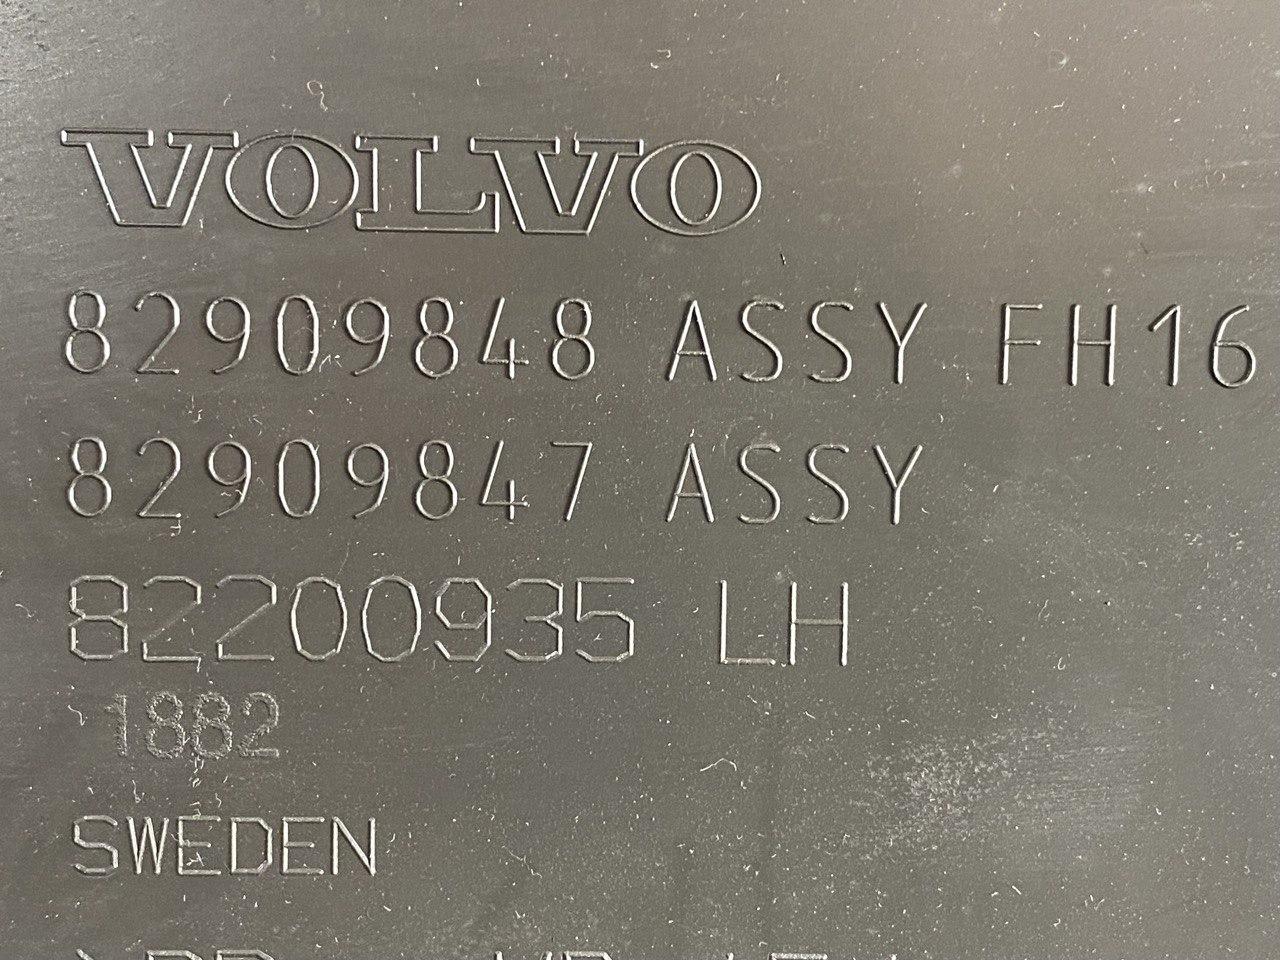 VOLVO
82909848 ASSY FH16
82909847 ASSY
82200935 LH
1882
SWEDEN